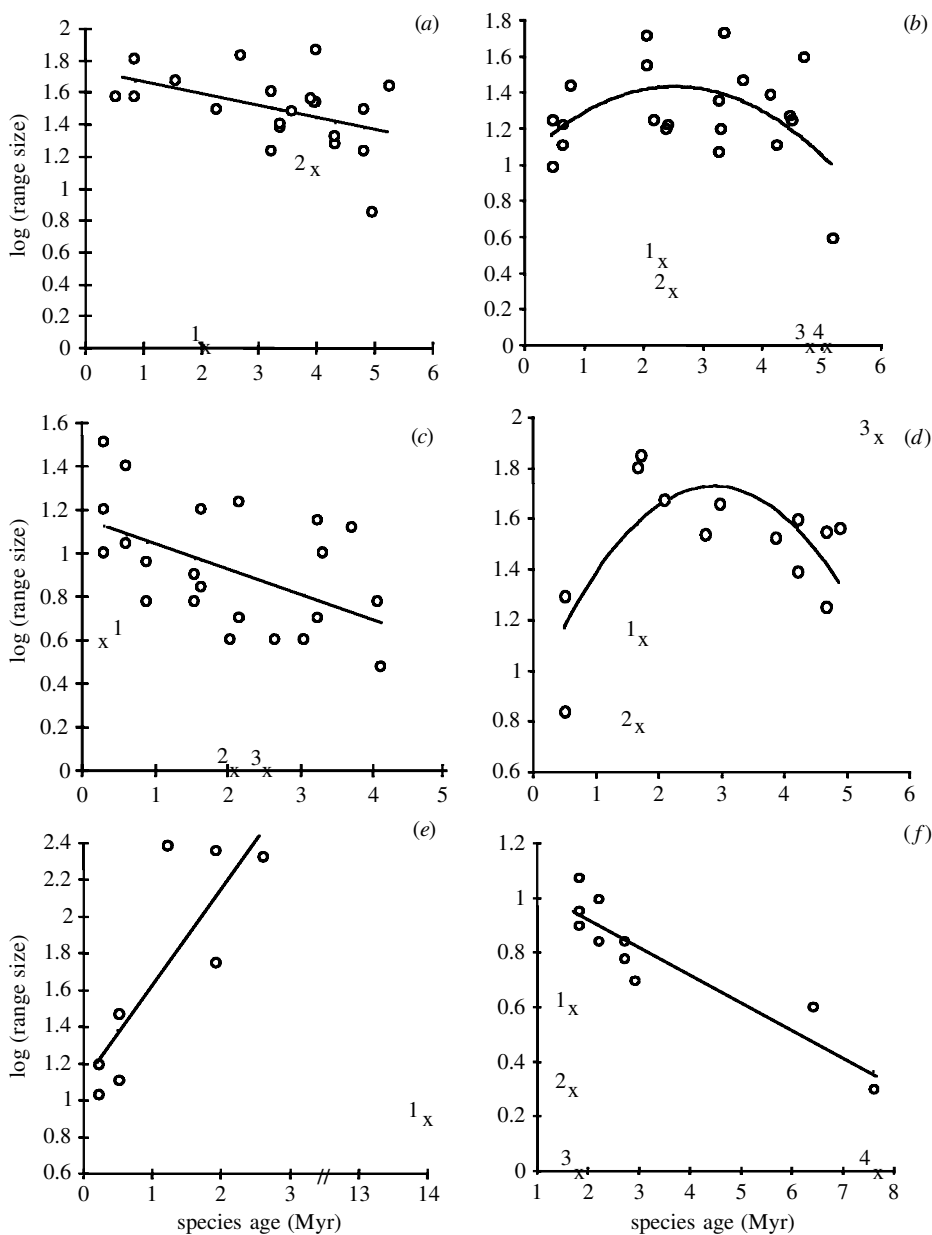 (a)
2
1.8
1.6
1.4
1.2
1
0.8
0.6
0.4
0.2
0
log (range size)
2 x
1 x
0 1 2 3 4 5 6
(b)
1.8
1.6
1.4
1.2
1
0.8
0.6
0.4
0.2
0
1 x
2 x
3 x 4 x
0 1 2 3 4 5 6
(c)
1.6
1.4
1.2
1
0.8
0.6
0.4
0.2
0
log (range size)
x 1
2 x 3 x
0 1 2 3 4 5
(d)
2
1.8
1.6
1.4
1.2
1
0.8
0.6
3 x
1 x
2 x
0 1 2 3 4 5 6
(e)
2.4
2.2
2
1.8
1.6
1.4
1.2
1
0.8
0.6
log (range size)
1 x
0 1 2 3 // 13 14
species age (Myr)
(f)
1.2
1
0.8
0.6
0.4
0.2
0
1 x
2 x
3 x 4 x
1 2 3 4 5 6 7 8
species age (Myr)